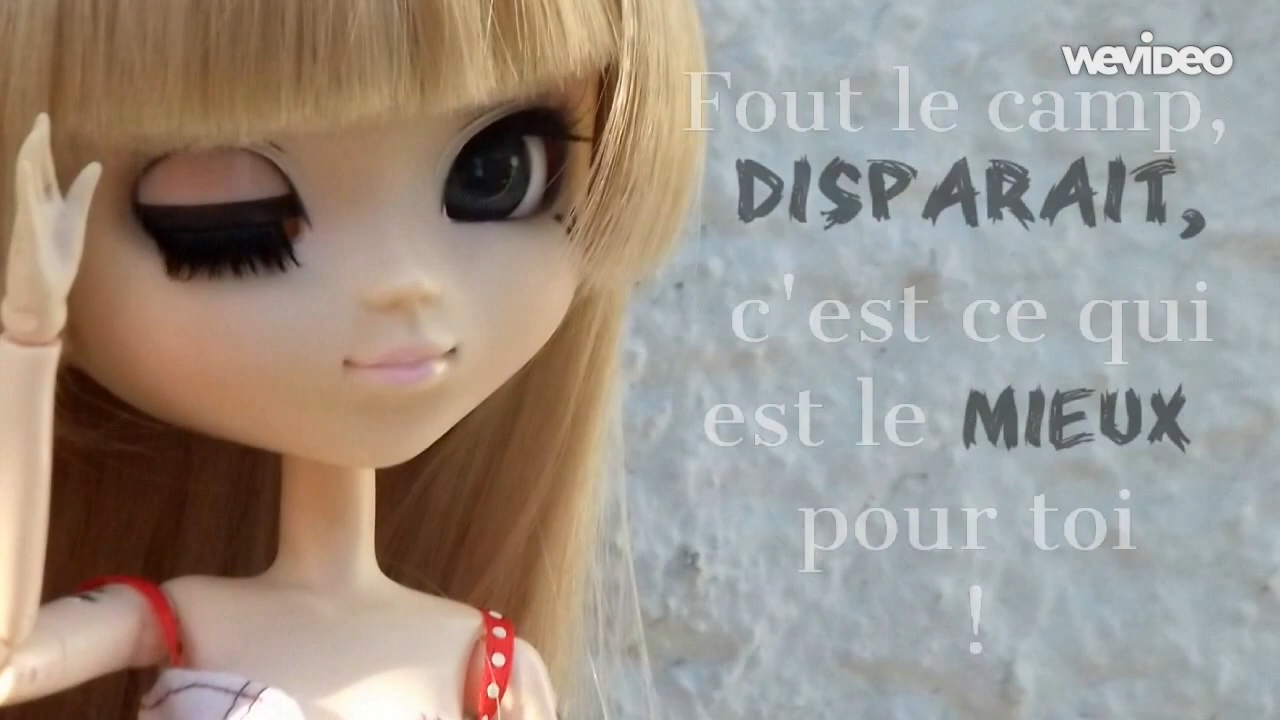 WeVideo
Fout le camp,
DISPARAIT,
c'est ce qui
est le MIEUX
pour toi
!